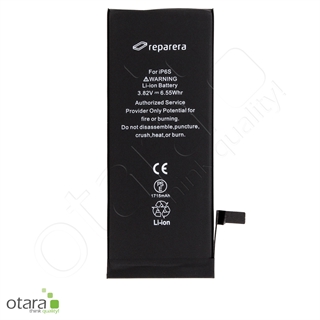 reparera
For iP6S
⚠WARNING
Li-ion Battery
3.82V ⎓ 6.55Whr
Authorized Service
Provider Only Potential for
fire or burning.
Do not disassemble,puncture,
crush,heat,or burn.
CE
1715mAh
Li-ion
otara
think quality!